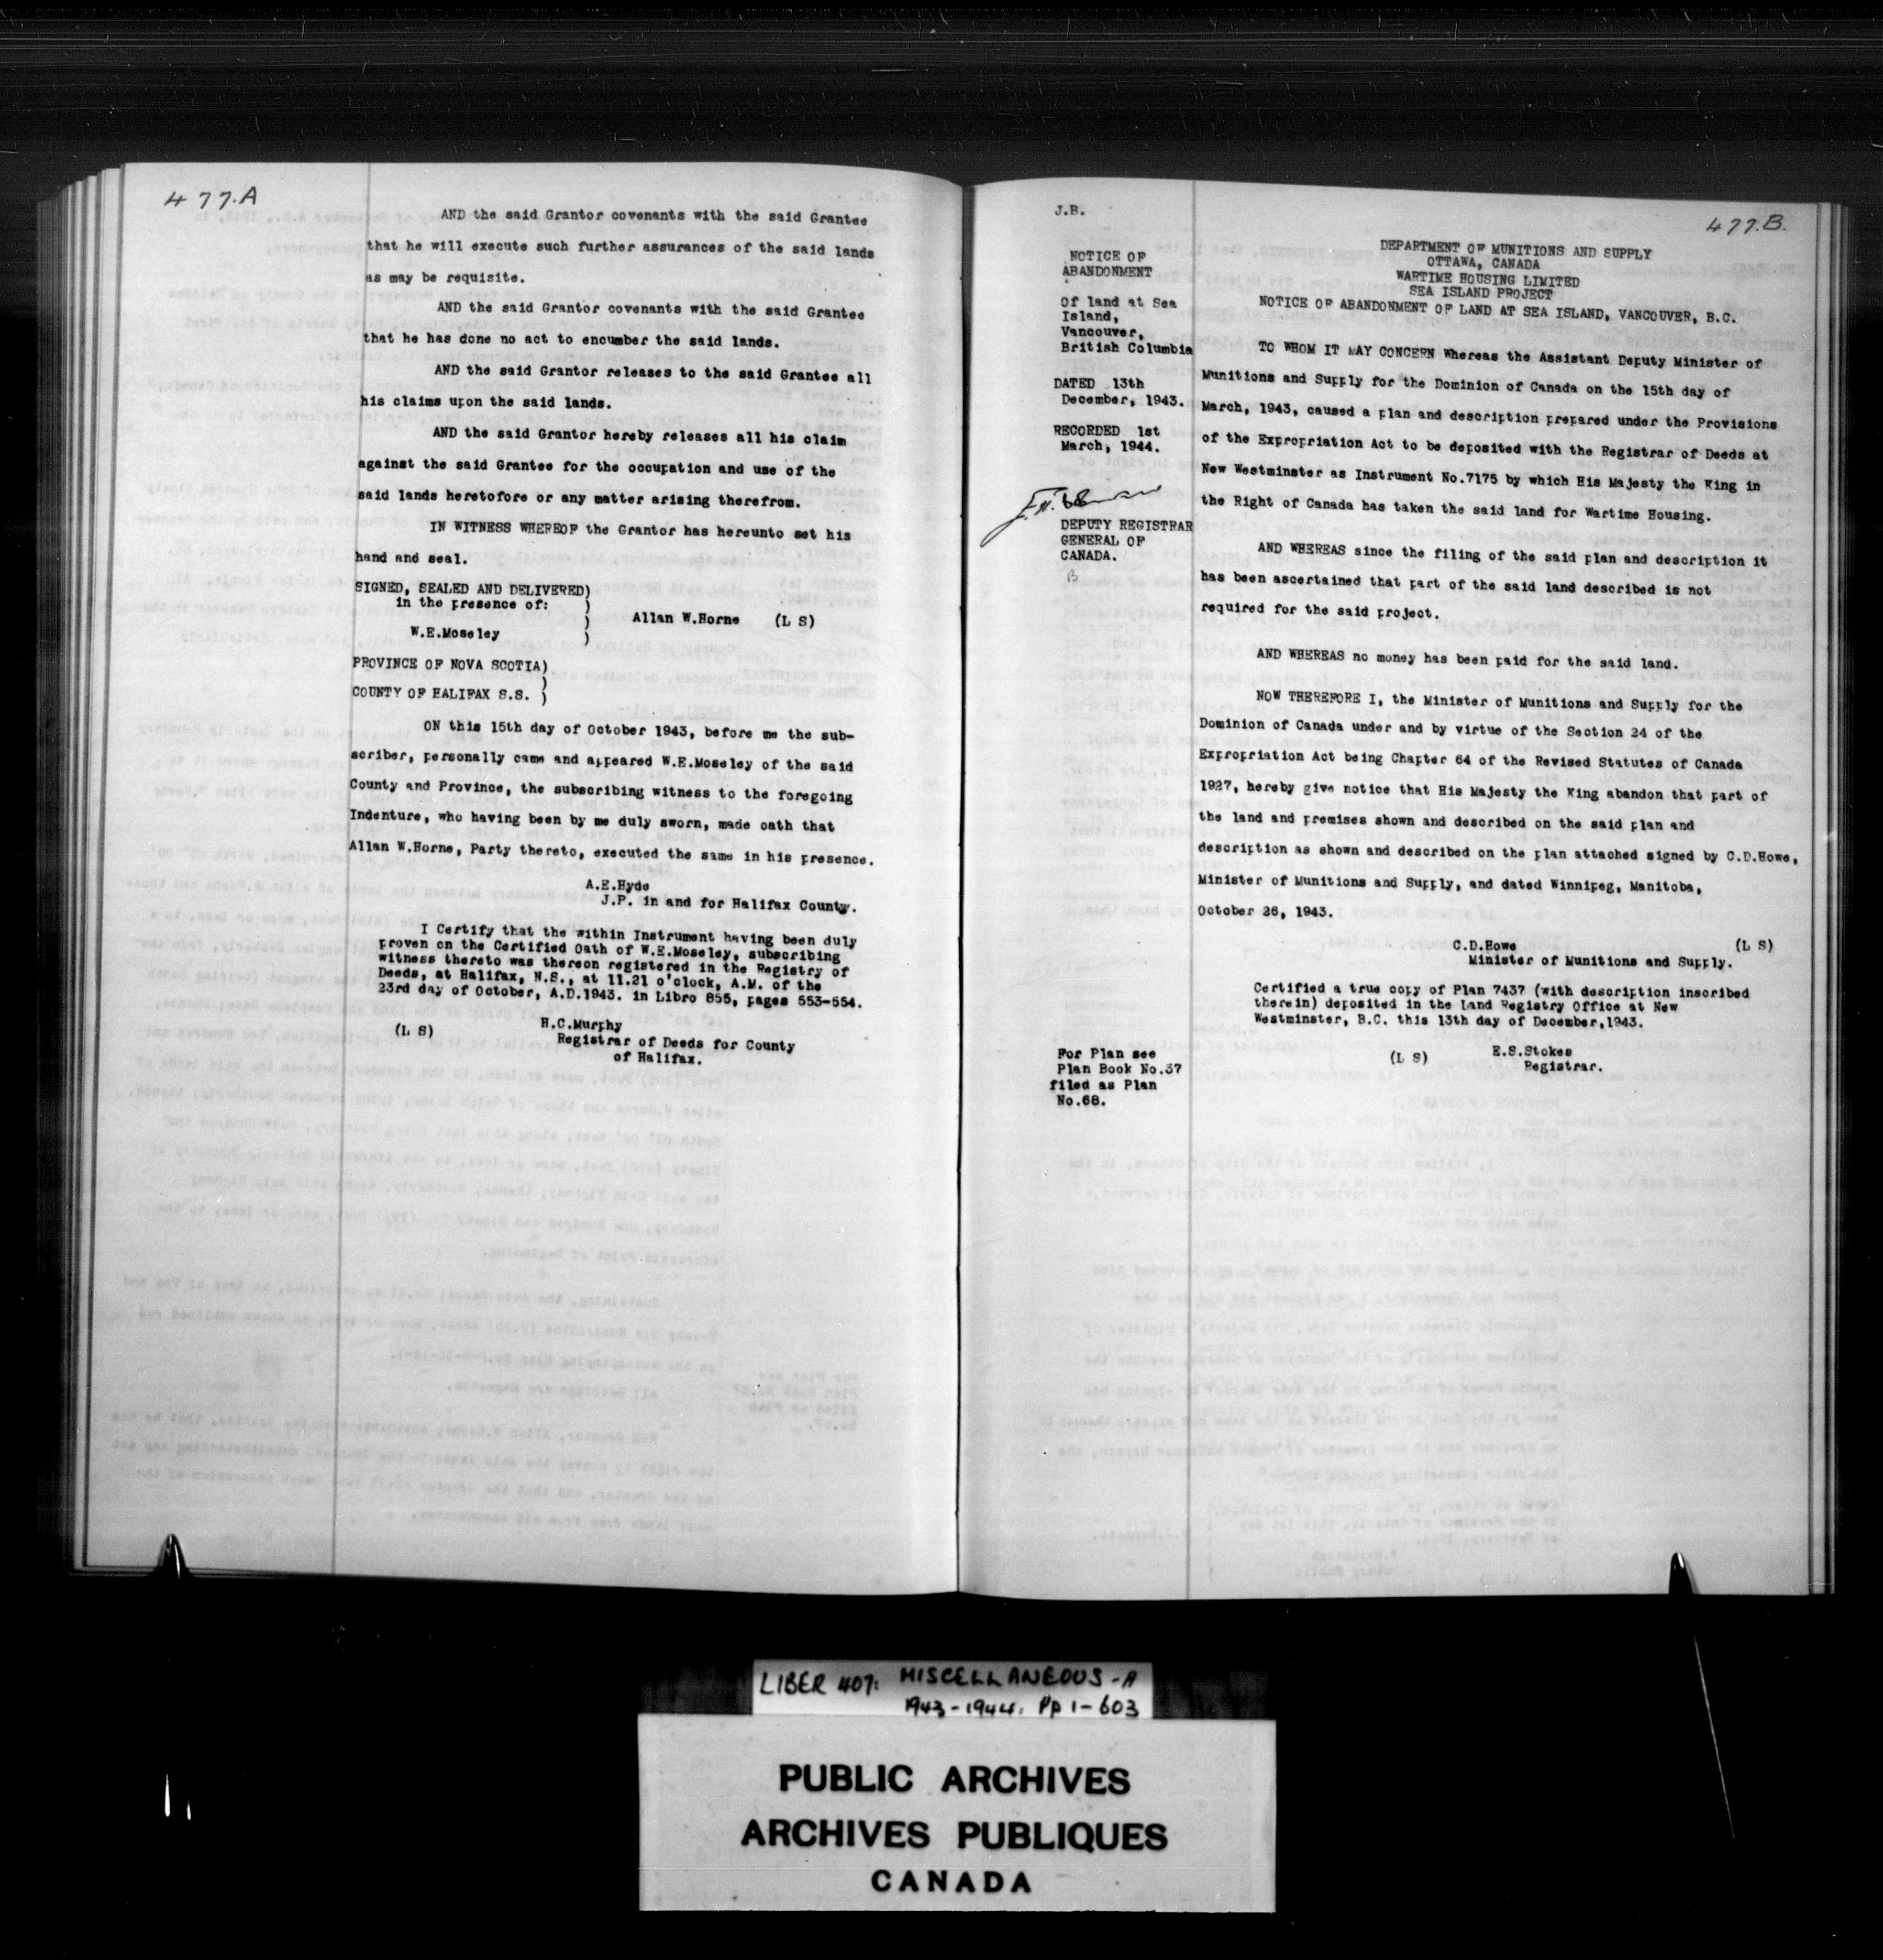 477.A
AND the said Grantor covenants with the said Grantee
that he will execute such further assurances of the said lands
as may be requisite.
AND the said Grantor covenants with the said Grantee
that he has done no act to encumber the said lands.
AND the said Grantor releases to the said Grantee all
his claims upon the said lands.
AND the said Grantor hereby releases all his claim
against the said Grantee for the occupation and use of the
said lands heretofore or any matter arising therefrom.
IN WITNESS WHEREOF the Grantor has hereunto set his
hand and seal.
SIGNED, SEALED AND DELIVERED)
in the presence of: )
) Allan W.Horne (L S)
W.E.Moseley )
PROVINCE OF NOVA SCOTIA)
)
COUNTY OF HALIFAX S.S. )
ON this 15th day of October 1943, before me the sub-
scriber, personally came and appeared W.E.Moseley of the said
County and Province, the subscribing witness to the foregoing
Indenture, who having been by me duly sworn, made oath that
Allan W.Horne, Party thereto, executed the same in his presence.
A.E.Hyde
J.P. in and for Halifax County.
I Certify that the within Instrument having been duly
proven on the Certified Oath of W.E.Moseley, subscribing
witness thereto was thereon registered in the Registry of
Deeds, at Halifax, N.S., at 11.21 o'clock, A.M. of the
23rd day of October, A.D.1943. in Libro 855, pages 553-554.
(L S) H.C.Murphy
Registrar of Deeds for County
of Halifax.
J.B.
477.B.
NOTICE OF
ABANDONMENT
Of land at Sea
Island,
Vancouver,
British Columbia
DATED 13th
December, 1943.
RECORDED 1st
March, 1944.
DEPUTY REGISTRAR
GENERAL OF
CANADA.
B
DEPARTMENT OF MUNITIONS AND SUPPLY
OTTAWA, CANADA
WARTIME HOUSING LIMITED
SEA ISLAND PROJECT
NOTICE OF ABANDONMENT OF LAND AT SEA ISLAND, VANCOUVER, B.C.
TO WHOM IT MAY CONCERN Whereas the Assistant Deputy Minister of
Munitions and Supply for the Dominion of Canada on the 15th day of
March, 1943, caused a plan and description prepared under the Provisions
of the Expropriation Act to be deposited with the Registrar of Deeds at
New Westminster as Instrument No.7175 by which His Majesty the King in
the Right of Canada has taken the said land for Wartime Housing.
AND WHEREAS since the filing of the said plan and description it
has been ascertained that part of the said land described is not
required for the said project.
AND WHEREAS no money has been paid for the said land.
NOW THEREFORE I, the Minister of Munitions and Supply for the
Dominion of Canada under and by virtue of the Section 24 of the
Expropriation Act being Chapter 64 of the Revised Statutes of Canada
1927, hereby give notice that His Majesty the King abandon that part of
the land and premises shown and described on the said plan and
description as shown and described on the plan attached signed by C.D.Howe,
Minister of Munitions and Supply, and dated Winnipeg, Manitoba,
October 26, 1943.
C.D.Howe (L S)
Minister of Munitions and Supply.
Certified a true copy of Plan 7437 (with description inscribed
therein) deposited in the Land Registry Office at New
Westminster, B.C. this 13th day of December,1943.
(L S) E.S.Stokes
Registrar.
For Plan see
Plan Book No.37
filed as Plan
No.68.
LIBER 407: MISCELLANEOUS-A
1943-1944: Pp 1-603
PUBLIC ARCHIVES
ARCHIVES PUBLIQUES
CANADA